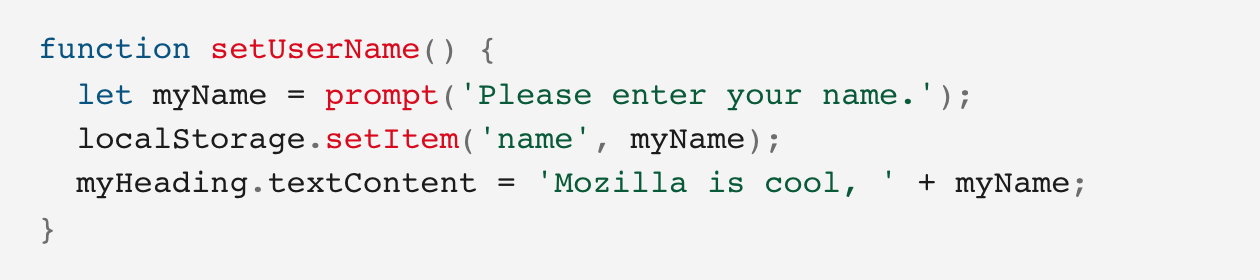 function setUserName() {
  let myName = prompt('Please enter your name.');
  localStorage.setItem('name', myName);
  myHeading.textContent = 'Mozilla is cool, ' + myName;
}